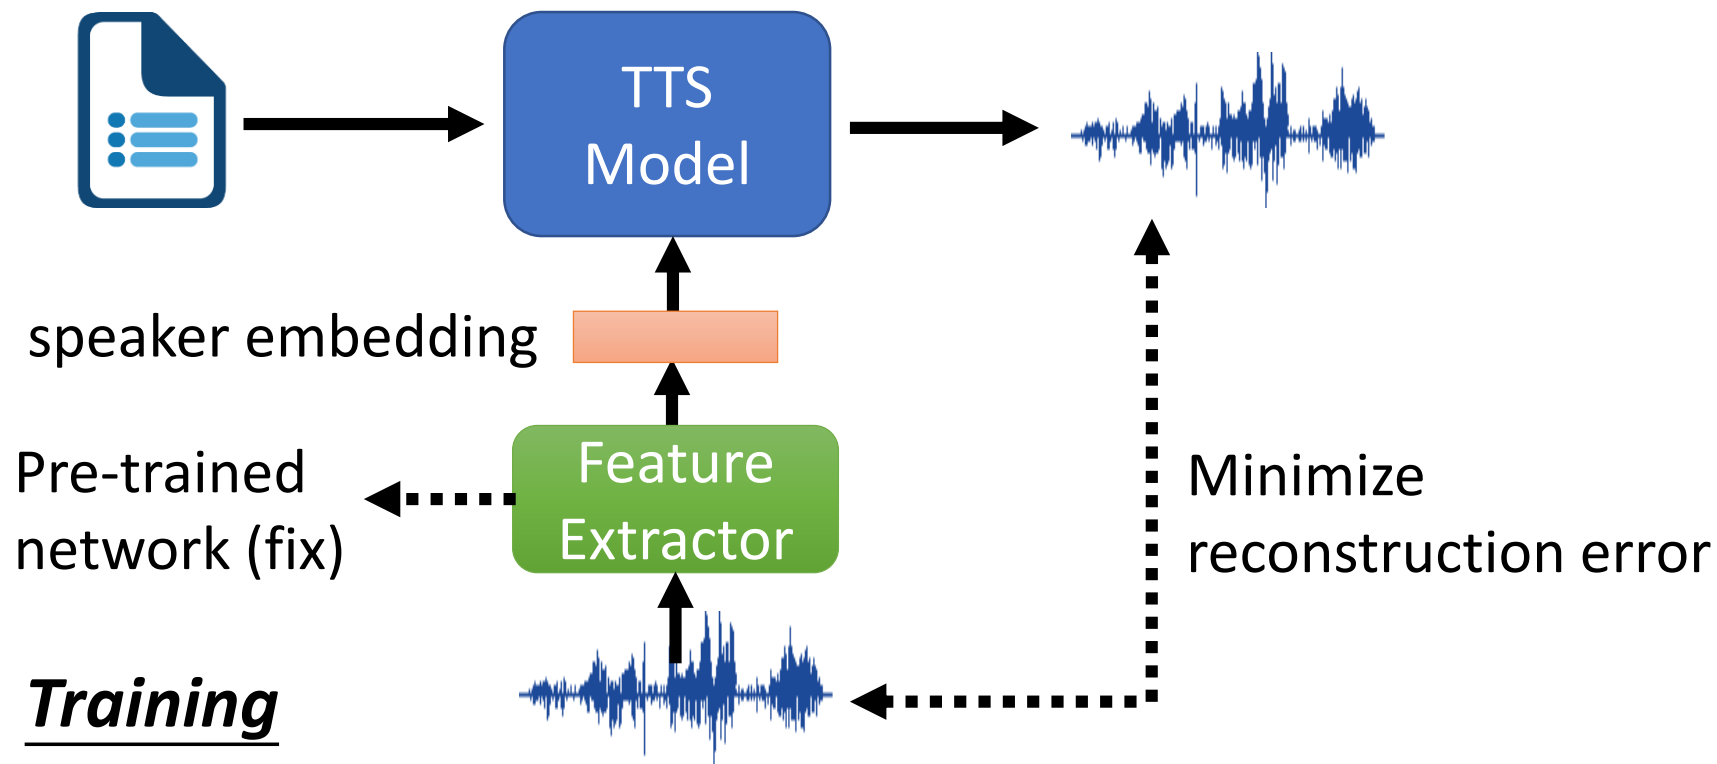 TTS
Model
speaker embedding
Feature
Extractor
Pre-trained
network (fix)
Minimize
reconstruction error
Training